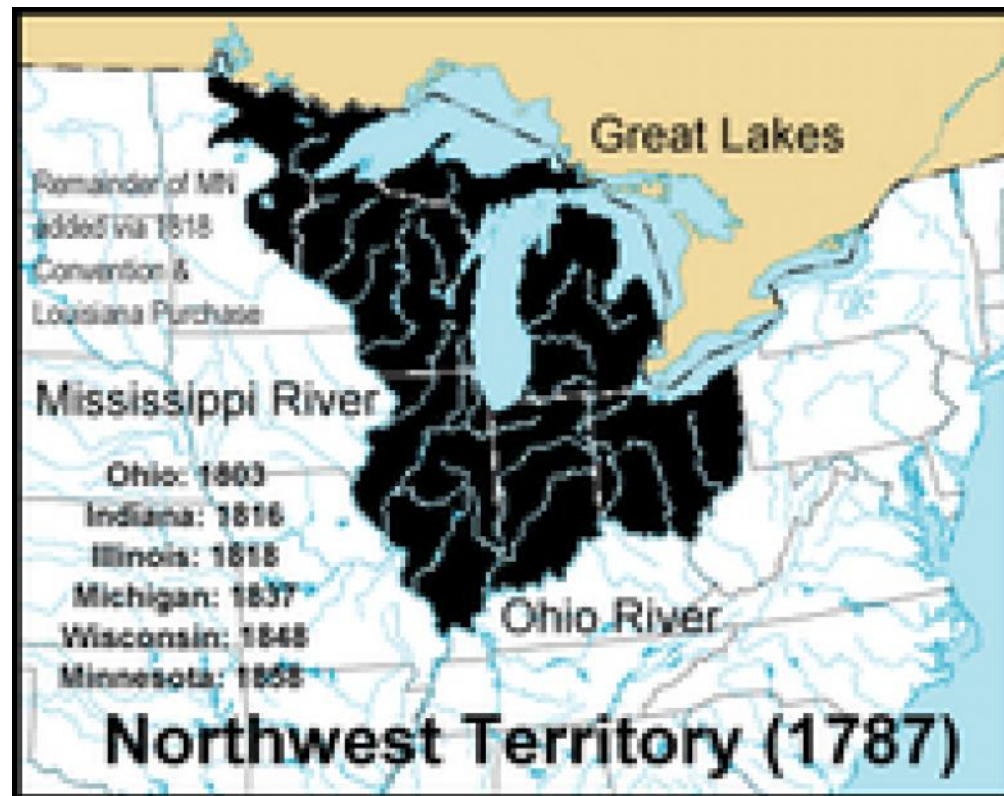 Great Lakes
Remainder of MN
added via 1818
Convention &
Louisiana Purchase
Mississippi River
Ohio: 1803
Indiana: 1816
Illinois: 1818
Michigan: 1837
Wisconsin: 1848
Minnesota: 1858
Ohio River
Northwest Territory (1787)